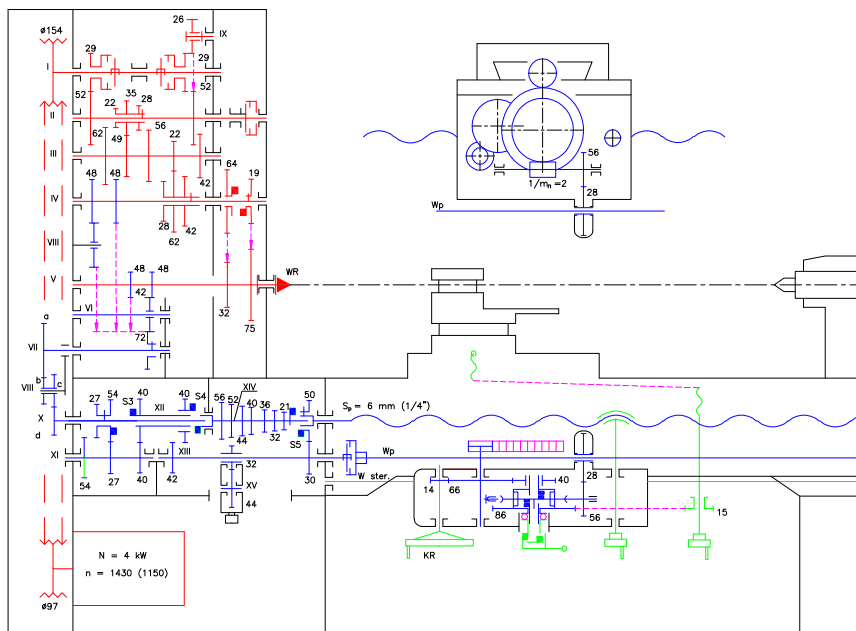 26
ø154
IX
29
29
I
52
35
28
52
22
II
56
62
49
22
III
64
48
48
42
19
IV
28
42
62
VIII
48
48
V
WR
42
32
VI
a
75
72
VII
b
c
VIII
d
56
1/mn =2
28
Wp
40
S4
XIV
50
54
27
S3
40
XII
56
52
40
36
21
X
44
32
Sp = 6 mm (1/4")
S5
XI
XIII
Wp
32
W ster.
54
27
42
XV
30
44
14
66
40
28
86
56
15
KR
N = 4 kW
n = 1430 (1150)
ø97